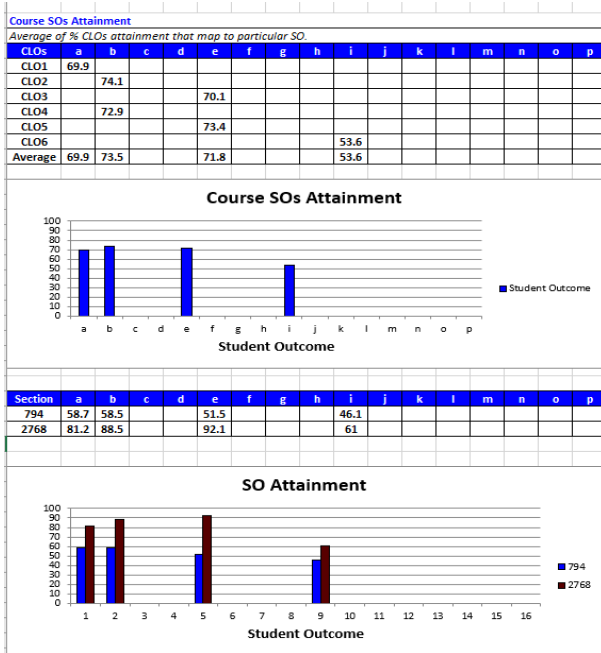 Course SOs Attainment
Average of % CLOs attainment that map to particular SO.
CLOs a b c d e f g h i j k l m n o p
CLO1 69.9
CLO2 74.1
CLO3 70.1
CLO4 72.9
CLO5 73.4
CLO6 53.6
Average 69.9 73.5 71.8 53.6
Course SOs Attainment
100
90
80
70
60
50
40
30
20
10
0
a b c d e f g h i j k l m n o p
Student Outcome
Student Outcome
Section a b c d e f g h i j k l m n o p
794 58.7 58.5 51.5 46.1
2768 81.2 88.5 92.1 61
SO Attainment
100
90
80
70
60
50
40
30
20
10
0
1 2 3 4 5 6 7 8 9 10 11 12 13 14 15 16
Student Outcome
794
2768